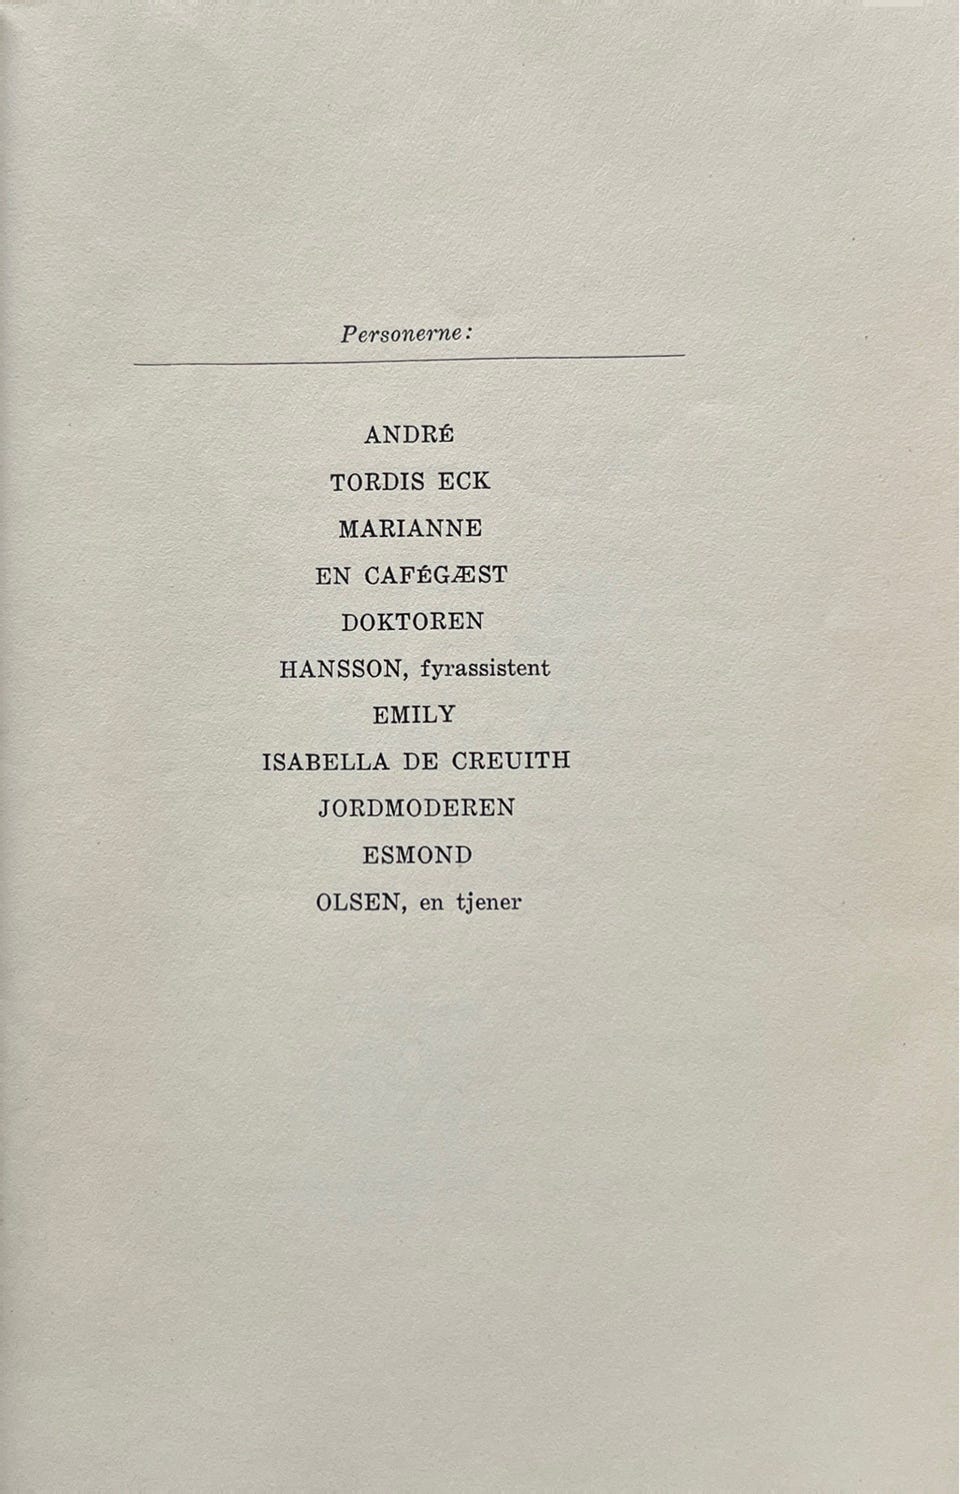 Personerne:
ANDRÉ
TORDIS ECK
MARIANNE
EN CAFÉGÆST
DOKTOREN
HANSSON, fyrassistent
EMILY
ISABELLA DE CREUITH
JORDMODEREN
ESMOND
OLSEN, en tjener